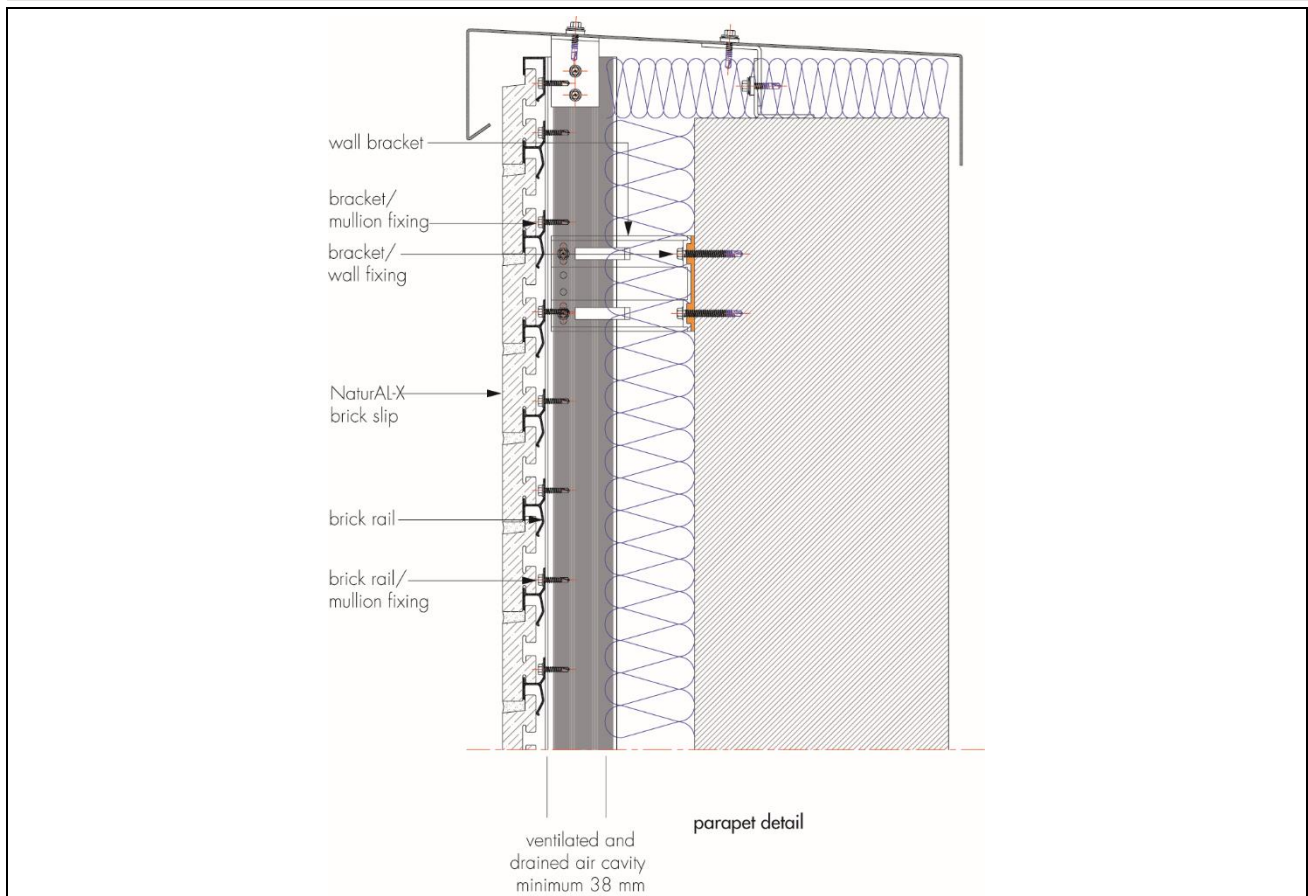 wall bracket
bracket/
mullion fixing
bracket/
wall fixing
NaturAL-X
brick slip
brick rail
brick rail/
mullion fixing
ventilated and
drained air cavity
minimum 38 mm
parapet detail